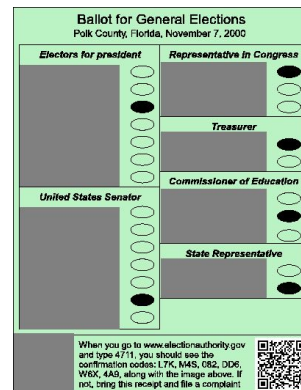 Ballot for General Elections
Polk County, Florida, November 7, 2000
Electors for president
Representative in Congress
Treasurer
Commissioner of Education
United States Senator
State Representative
When you go to www.electionauthority.gov
and type 4711, you should see the
confirmation codes: L7K, M4S, 082, DD6,
W6X, 4A9, along with the image above. If
not, bring this receipt and file a complaint